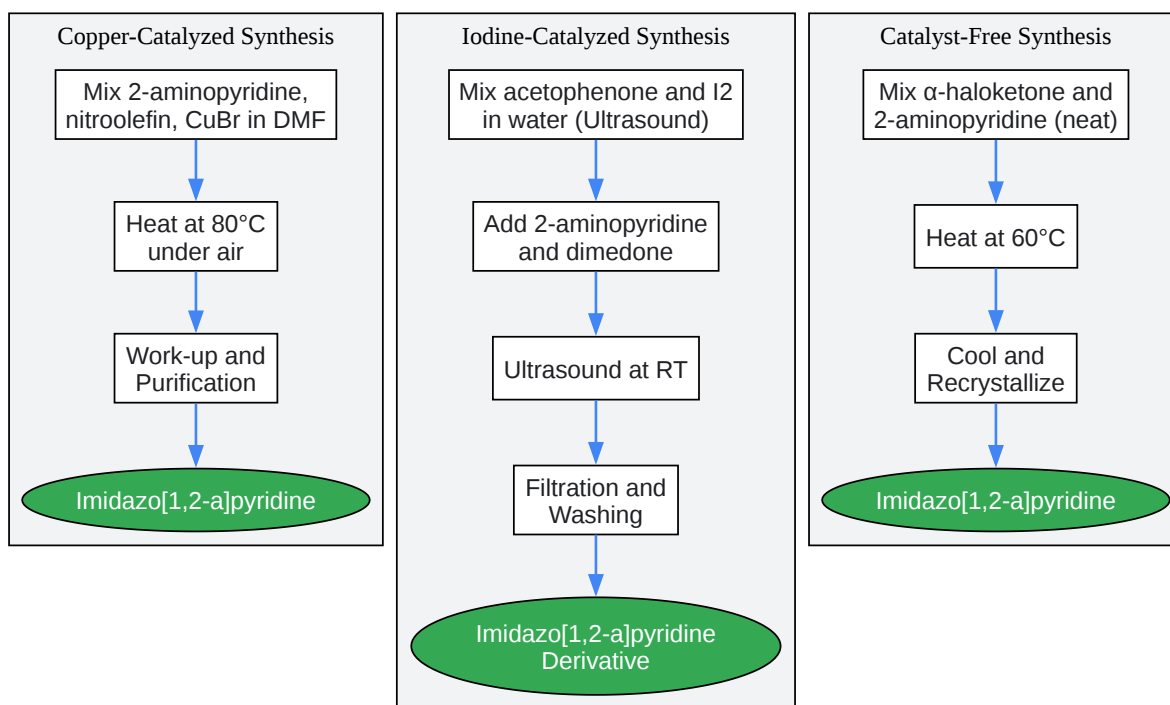 Copper-Catalyzed Synthesis
Mix 2-aminopyridine,
nitroolefin, CuBr in DMF
Heat at 80°C
under air
Work-up and
Purification
Imidazo[1,2-a]pyridine
Iodine-Catalyzed Synthesis
Mix acetophenone and I2
in water (Ultrasound)
Add 2-aminopyridine
and dimedone
Ultrasound at RT
Filtration and
Washing
Imidazo[1,2-a]pyridine
Derivative
Catalyst-Free Synthesis
Mix α-haloketone and
2-aminopyridine (neat)
Heat at 60°C
Cool and
Recrystallize
Imidazo[1,2-a]pyridine